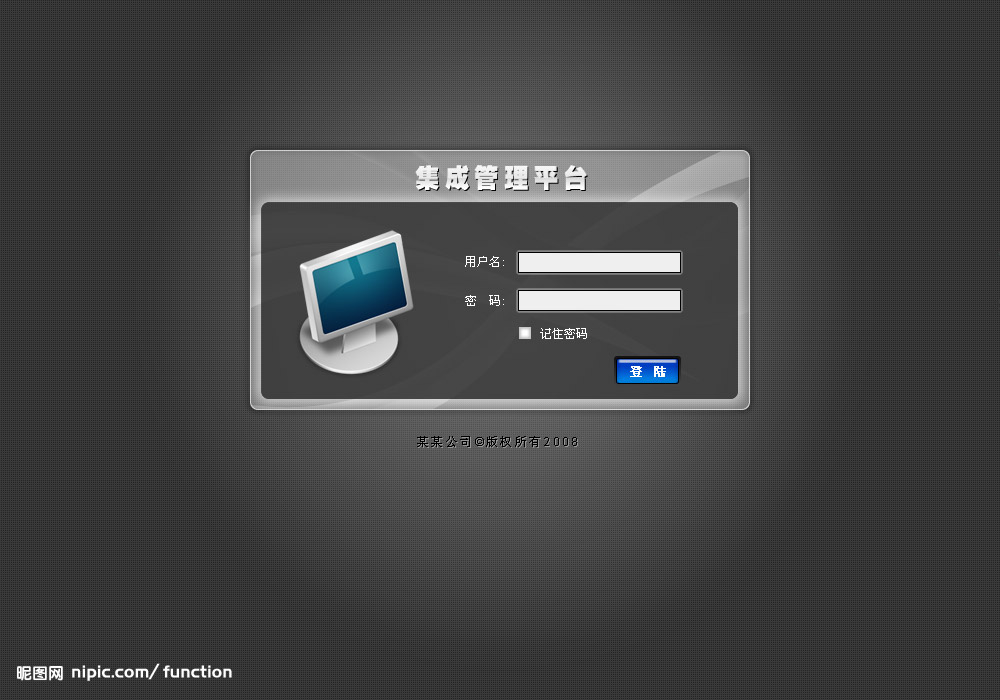 集成管理平台
用户名:
密 码:
记住密码
登 陆
某某公司©版权所有2008
昵图网 nipic.com/function